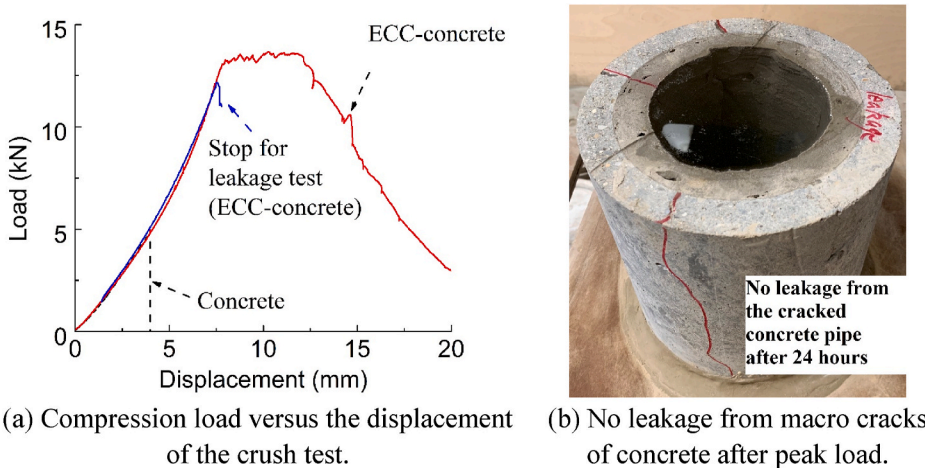 15
10
5
0
0
5
10
15
20
Load (kN)
Displacement (mm)
ECC-concrete
Stop for
leakage test
(ECC-concrete)
Concrete
(a) Compression load versus the displacement
of the crush test.
leakage
No leakage from
the cracked
concrete pipe
after 24 hours
(b) No leakage from macro cracks
of concrete after peak load.